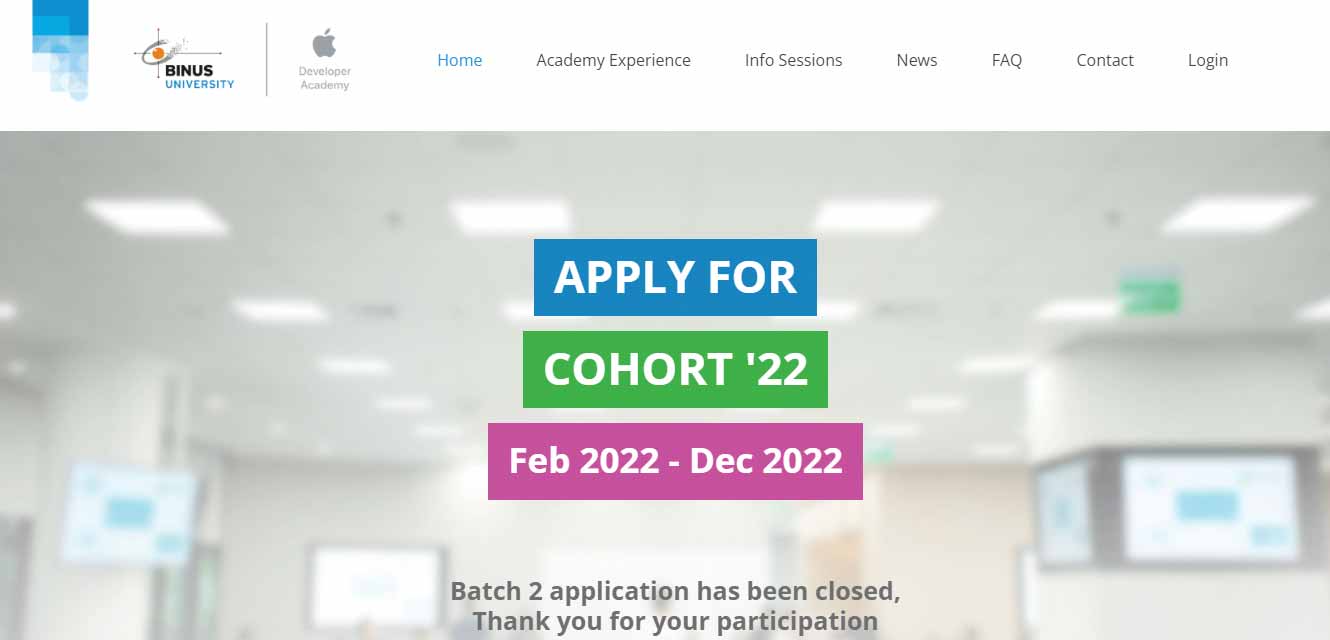 BINUS
UNIVERSITY
Developer
Academy
Home
Academy Experience
Info Sessions
News
FAQ
Contact
Login
APPLY FOR
COHORT '22
Feb 2022 - Dec 2022
Batch 2 application has been closed,
Thank you for your participation